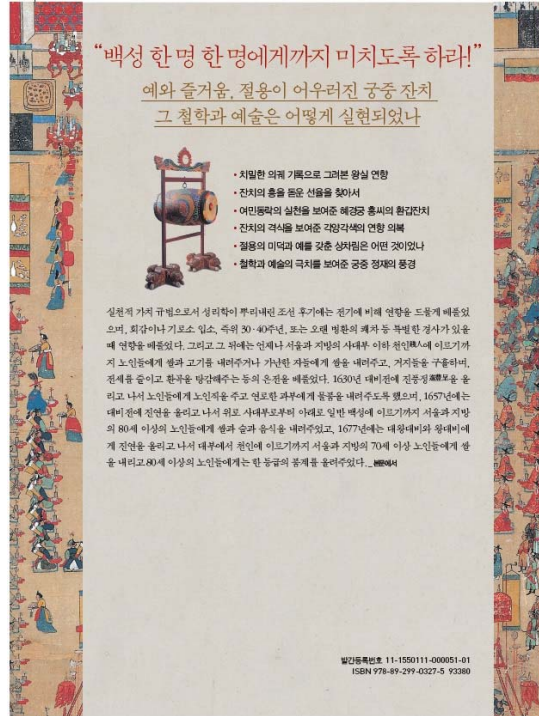 “백성 한 명 한 명에게까지 미치도록 하라!”
예와 즐거움, 절용이 어우러진 궁중 잔치
그 철학과 예술은 어떻게 실현되었나
• 치밀한 의궤 기록으로 그려본 왕실 연향
• 잔치의 흥을 돋운 선율을 찾아서
• 여민동락의 실천을 보여준 혜경궁 홍씨의 환갑잔치
• 잔치의 격식을 보여준 각양각색의 연향 의복
• 절용의 미덕과 예를 갖춘 상차림은 어떤 것이었나
• 철학과 예술의 극치를 보여준 궁중 정재의 풍경
실천적 가치 규범으로서 성리학이 뿌리내린 조선 후기에는 전기에 비해 연향을 드물게 베풀었
으며, 회갑이나 기로소 입소, 즉위 30·40주년, 또는 오랜 병환의 쾌차 등 특별한 경사가 있을
때 연향을 베풀었다. 그리고 그 뒤에는 언제나 서울과 지방의 사대부 이하 천인賤人에 이르기까
지 노인들에게 쌀과 고기를 내려주거나 가난한 자들에게 쌀을 내려주고, 거지들을 구휼하며,
전세를 줄이고 환곡을 탕감해주는 등의 은전을 베풀었다. 1630년 대비전에 진풍정進豊呈을 올
리고 나서 노인들에게 노인직을 주고 연로한 과부에게 물품을 내려주도록 했으며, 1657년에는
대비전에 진연을 올리고 나서 위로 사대부로부터 아래로 일반 백성에 이르기까지 서울과 지방
의 80세 이상의 노인들에게 쌀과 술과 음식을 내려주었고, 1677년에는 대왕대비와 왕대비에
게 진연을 올리고 나서 대부에서 천인에 이르기까지 서울과 지방의 70세 이상 노인들에게 쌀
을 내리고 80세 이상의 노인들에게는 한 등급의 품계를 올려주었다. _ 본문에서
발간등록번호 11-1550111-000051-01
ISBN 978-89-299-0327-5 93380